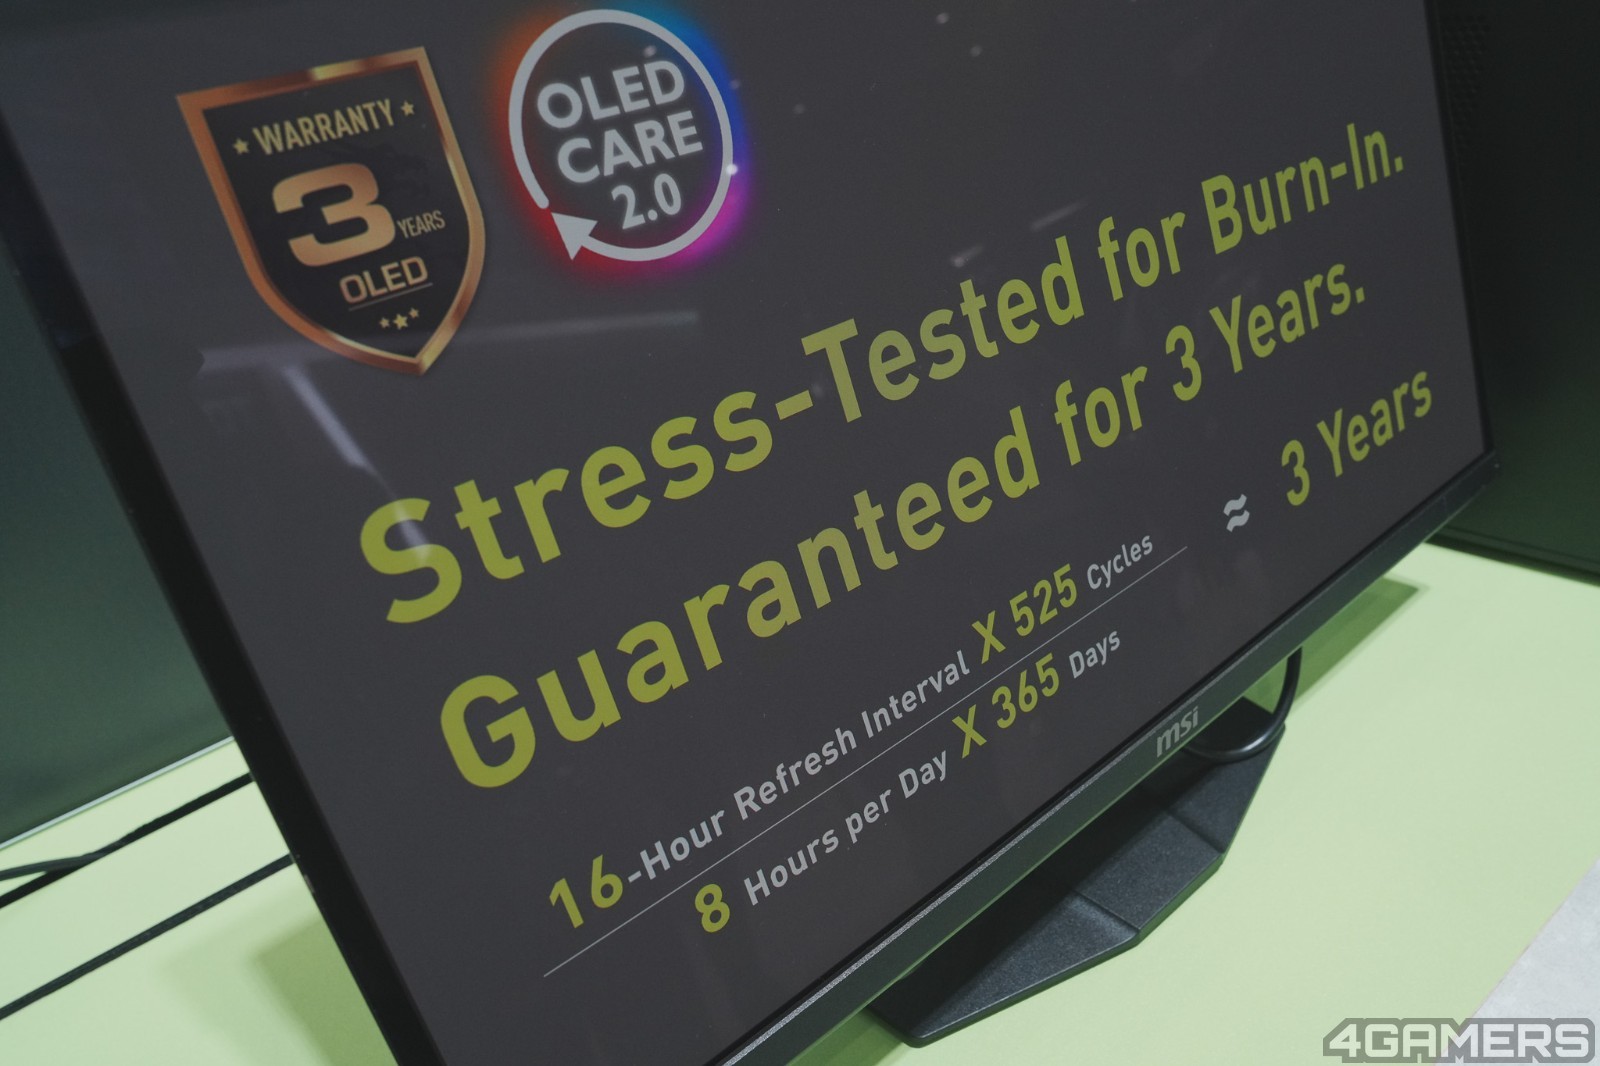 WARRANTY
3 YEARS
OLED
OLED
CARE
2.0
Stress-Tested for Burn-In.
Guaranteed for 3 Years.
16-Hour Refresh Interval X 525 Cycles
8 Hours per Day X 365 Days
≈ 3 Years
msi
4GAMERS